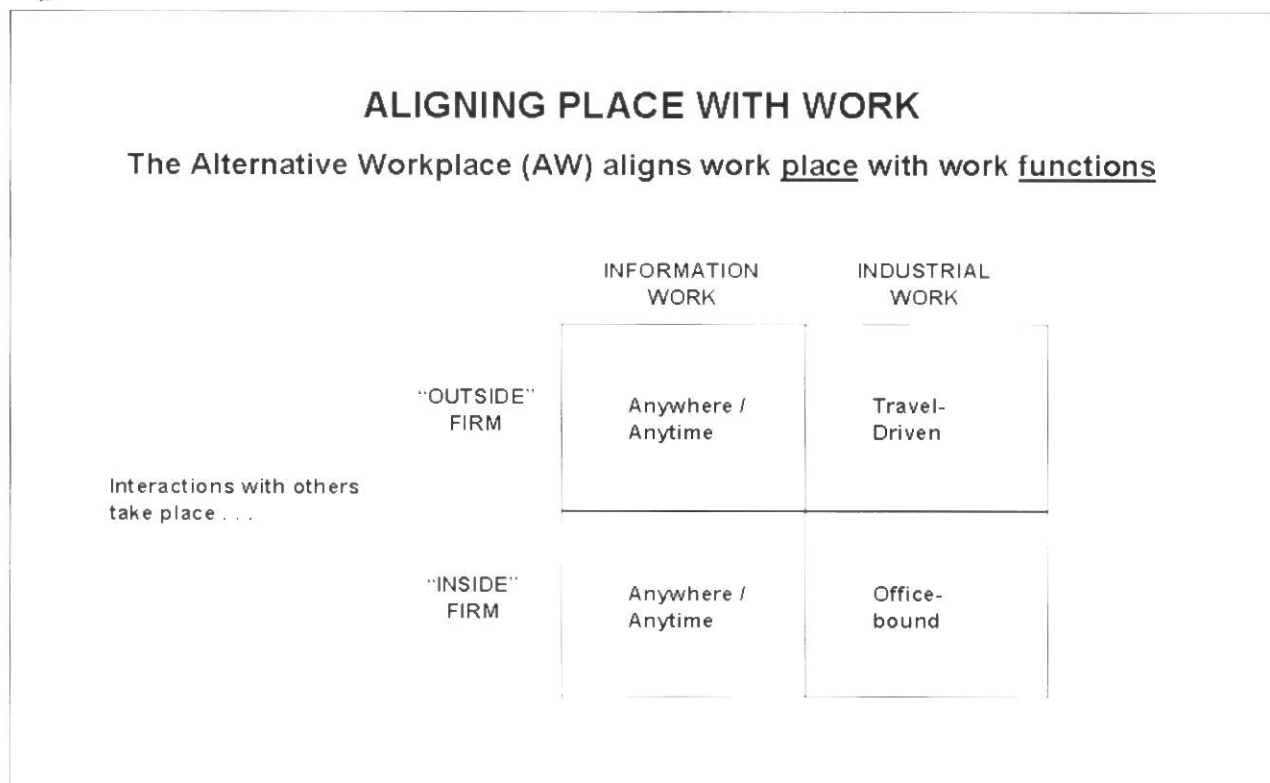 ALIGNING PLACE WITH WORK
The Alternative Workplace (AW) aligns work place with work functions
INFORMATION WORK
INDUSTRIAL WORK
"OUTSIDE" FIRM
Anywhere /
Anytime
Travel-
Driven
Interactions with others
take place . . .
"INSIDE" FIRM
Anywhere /
Anytime
Office-
bound